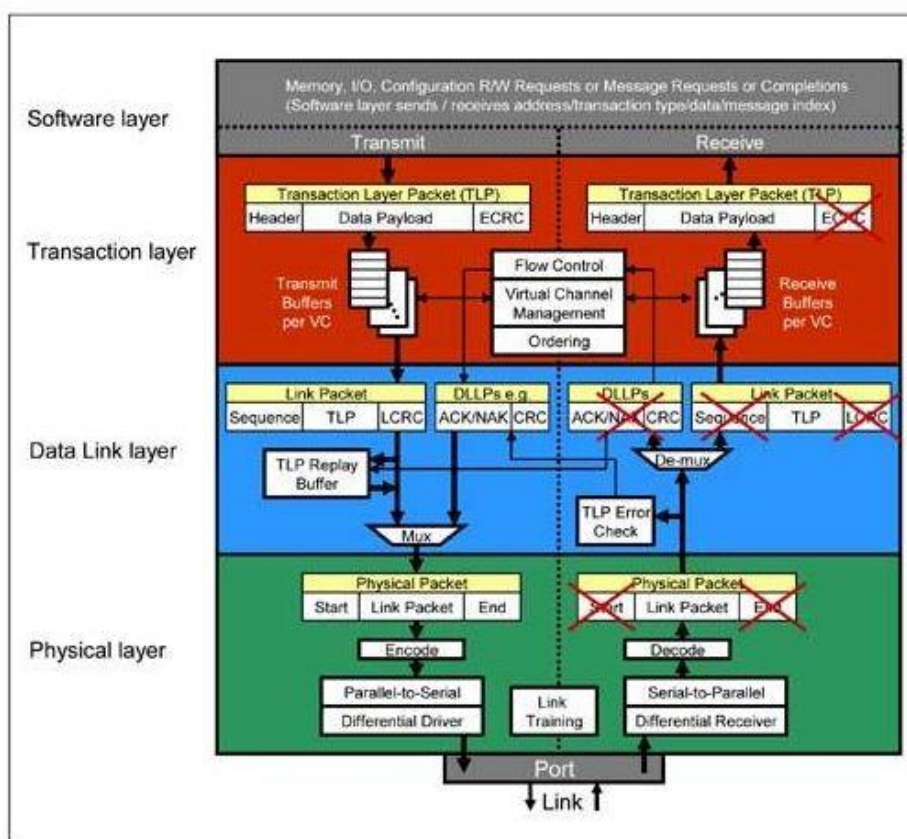 Software layer
Memory, I/O, Configuration R/W Requests or Message Requests or Completions
(Software layer sends / receives address/transaction type/data/message index)
Transmit
Receive
Transaction layer
Transaction Layer Packet (TLP)
Header Data Payload ECRC
Transaction Layer Packet (TLP)
Header Data Payload ECRC
Transmit
Buffers
per VC
Flow Control
Virtual Channel
Management
Ordering
Receive
Buffers
per VC
Data Link layer
Link Packet
Sequence TLP LCRC
DLLPs e.g.
ACK/NAK CRC
DLLPs
ACK/NAK CRC
Link Packet
Sequence TLP LCRC
TLP Replay
Buffer
De-mux
TLP Error
Check
Mux
Physical layer
Physical Packet
Start Link Packet End
Physical Packet
Start Link Packet End
Encode
Decode
Parallel-to-Serial
Differential Driver
Link
Training
Serial-to-Parallel
Differential Receiver
Port
Link